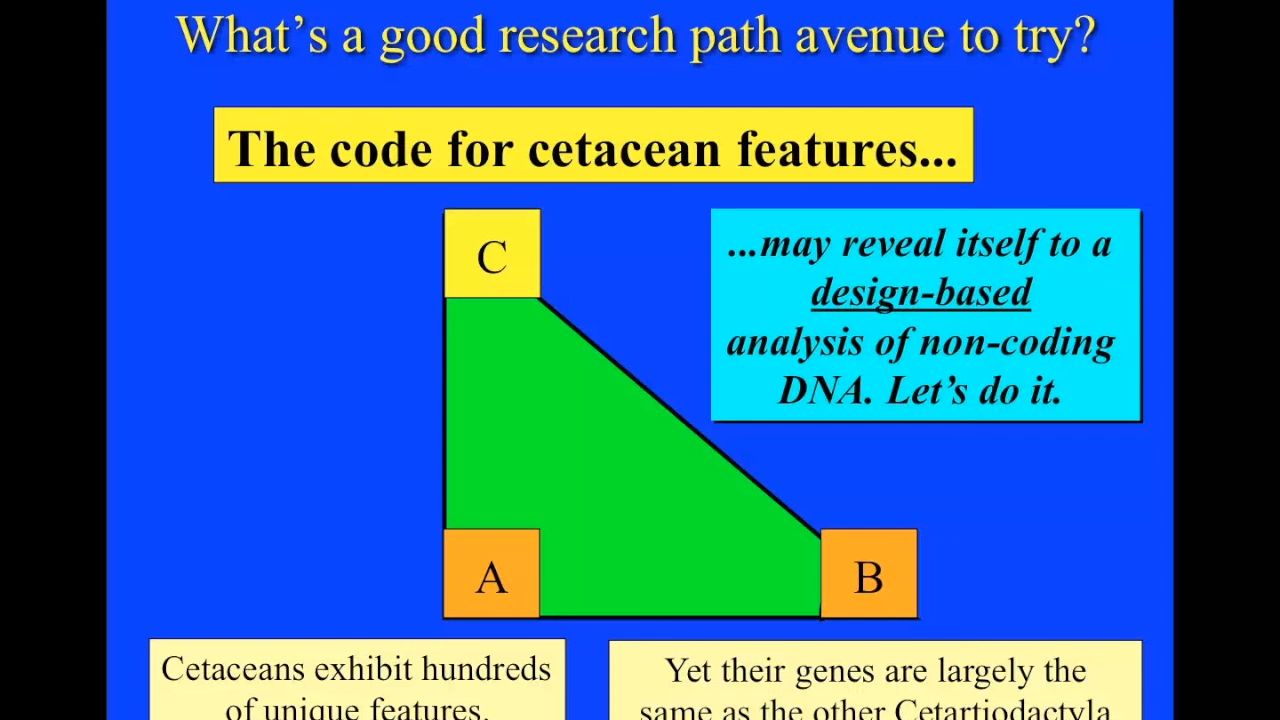 What's a good research path avenue to try?
The code for cetacean features...
C
...may reveal itself to a
design-based
analysis of non-coding
DNA. Let's do it.
A
B
Cetaceans exhibit hundreds
of unique features.
Yet their genes are largely the
same as the other Cetartiodactyla